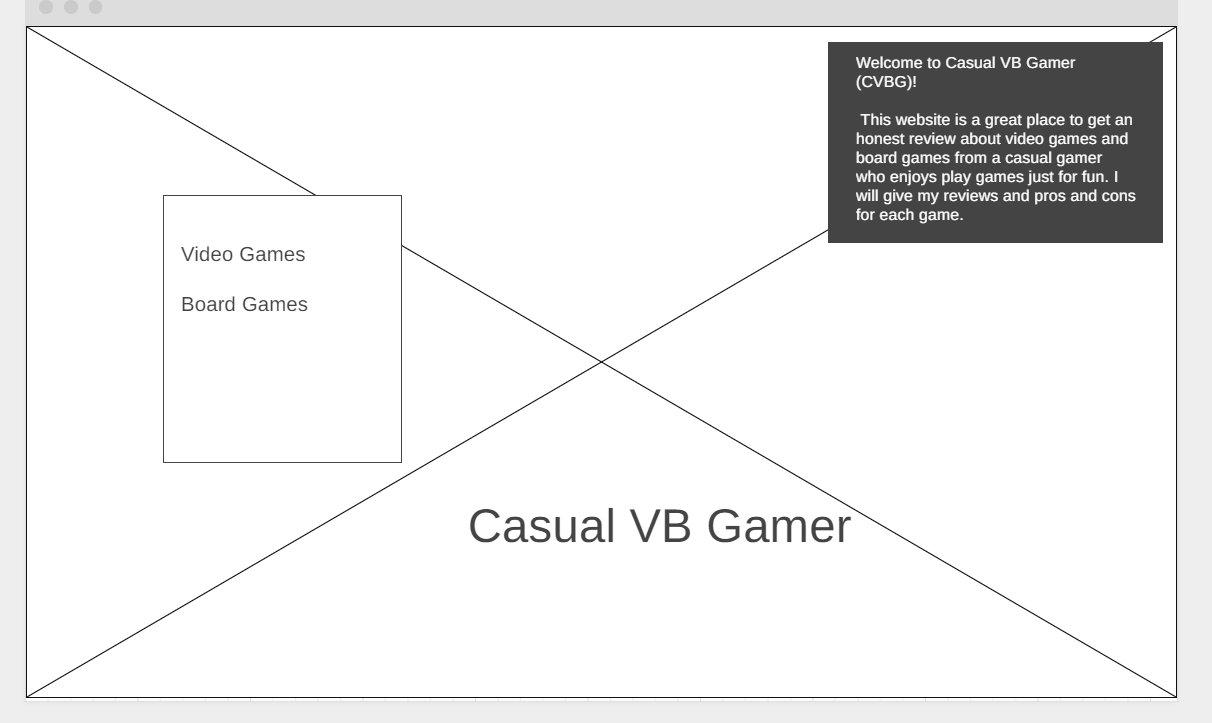 Welcome to Casual VB Gamer
(CVBG)!
This website is a great place to get an
honest review about video games and
board games from a casual gamer
who enjoys play games just for fun. I
will give my reviews and pros and cons
for each game.
Video Games
Board Games
Casual VB Gamer